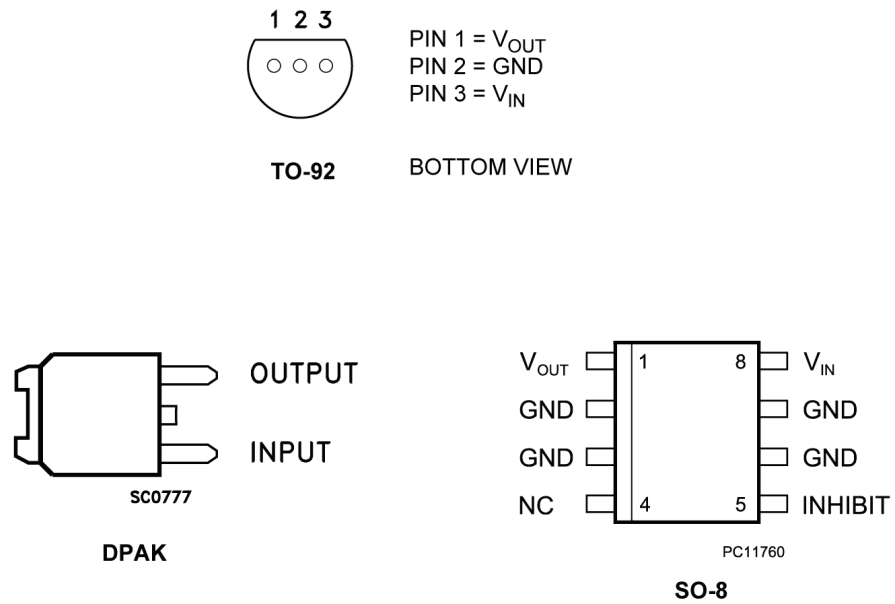 1 2 3
PIN 1 = VOUT
PIN 2 = GND
PIN 3 = VIN
TO-92
BOTTOM VIEW
OUTPUT
INPUT
SC0777
DPAK
VOUT 1 8 VIN
GND GND
GND GND
NC 4 5 INHIBIT
PC11760
SO-8